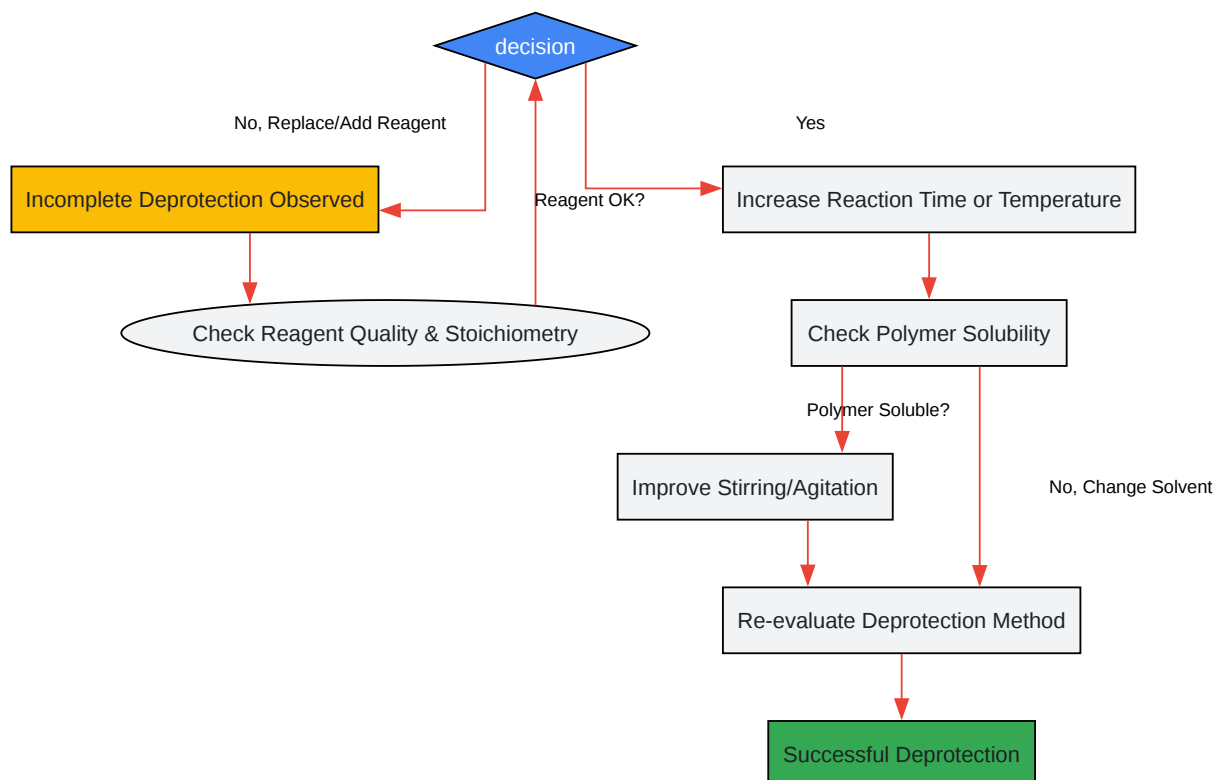 decision
No, Replace/Add Reagent
Yes
Incomplete Deprotection Observed
Reagent OK?
Increase Reaction Time or Temperature
Check Reagent Quality & Stoichiometry
Check Polymer Solubility
Polymer Soluble?
Improve Stirring/Agitation
No, Change Solvent
Re-evaluate Deprotection Method
Successful Deprotection